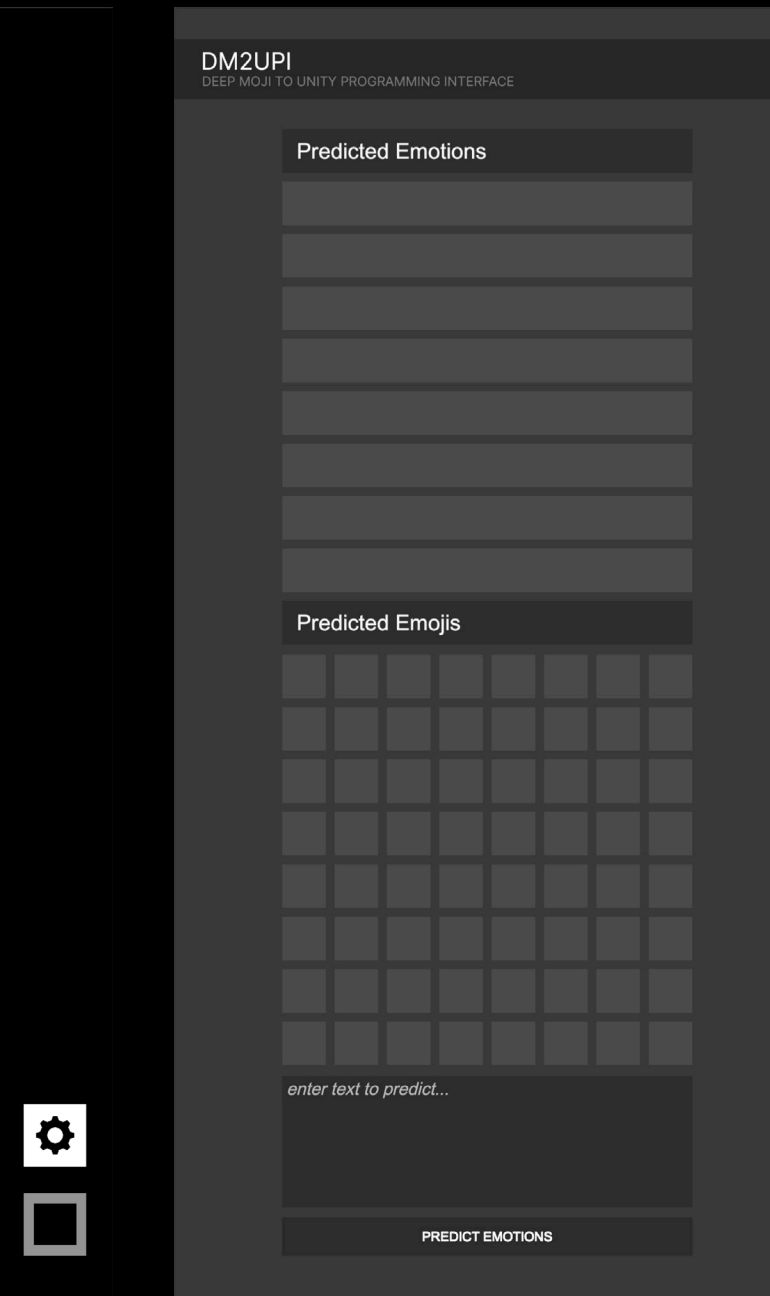 DM2UPI
DEEP MOJI TO UNITY PROGRAMMING INTERFACE
Predicted Emotions
Predicted Emojis
enter text to predict...
PREDICT EMOTIONS